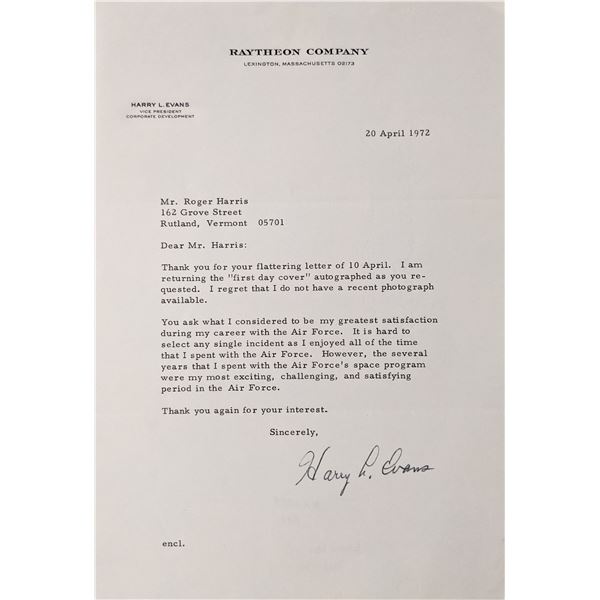 RAYTHEON COMPANY
LEXINGTON, MASSACHUSETTS 02173
HARRY L. EVANS
VICE PRESIDENT
CORPORATE DEVELOPMENT
20 April 1972
Mr. Roger Harris
162 Grove Street
Rutland, Vermont 05701
Dear Mr. Harris:
Thank you for your flattering letter of 10 April. I am
returning the "first day cover" autographed as you re-
quested. I regret that I do not have a recent photograph
available.
You ask what I considered to be my greatest satisfaction
during my career with the Air Force. It is hard to
select any single incident as I enjoyed all of the time
that I spent with the Air Force. However, the several
years that I spent with the Air Force's space program
were my most exciting, challenging, and satisfying
period in the Air Force.
Thank you again for your interest.
Sincerely,
Harry L. Evans
encl.